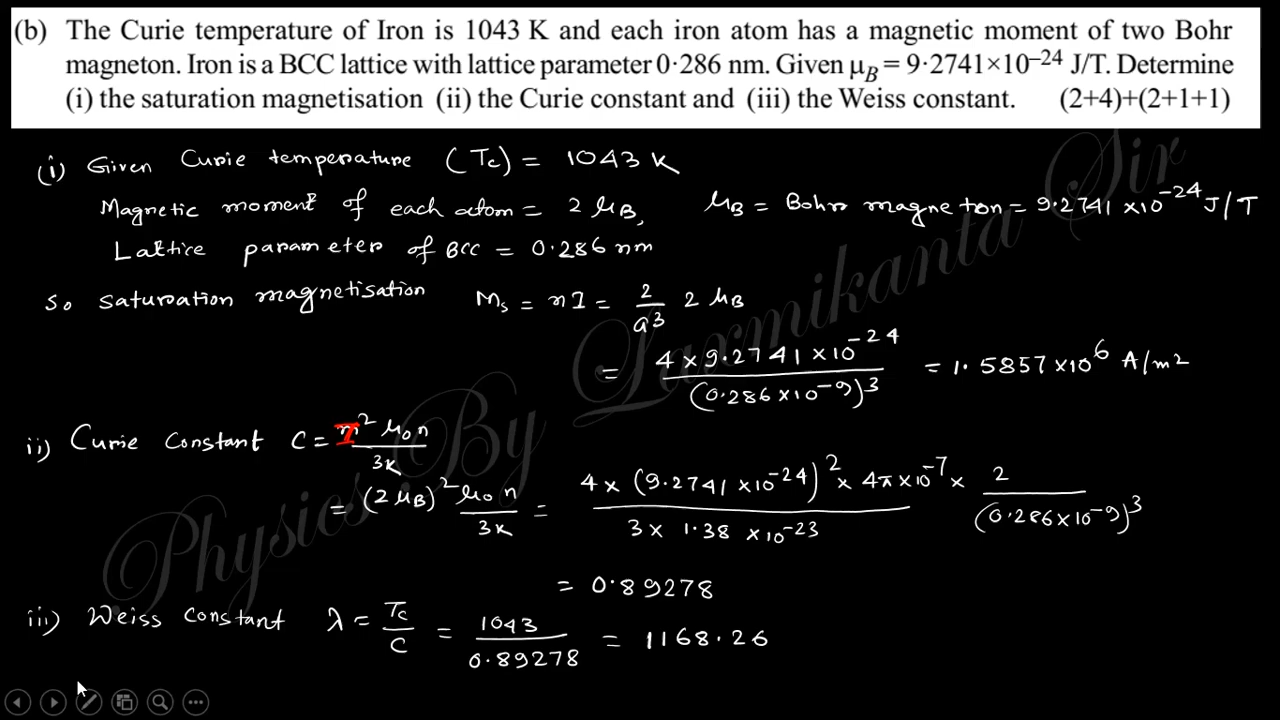 (b) The Curie temperature of Iron is 1043 K and each iron atom has a magnetic moment of two Bohr
magneton. Iron is a BCC lattice with lattice parameter 0·286 nm. Given μ_B = 9·2741×10⁻²⁴ J/T. Determine
(i) the saturation magnetisation (ii) the Curie constant and (iii) the Weiss constant. (2+4)+(2+1+1)
(i) Given Curie temperature (Tc) = 1043 K
Magnetic moment of each atom = 2 μB, μB = Bohr magneton = 9.2741 ×10⁻²⁴ J/T
Lattice parameter of BCC = 0.286 nm
so saturation magnetisation Ms = nI = 2/a³ 2 μB
= 4 × 9.2741 × 10⁻²⁴ / (0.286 × 10⁻⁹)³ = 1.5857 × 10⁶ A/m²
ii) Curie constant C = I² μ₀ n / 3K
= (2 μB)² μ₀ n / 3K = 4 × (9.2741 × 10⁻²⁴)² × 4π × 10⁻⁷ / 3 × 1.38 × 10⁻²³ × 2 / (0.286 × 10⁻⁹)³
= 0.89278
iii) Weiss constant λ = Tc / C = 1043 / 0.89278 = 1168.26
Physics By Laxmikanta Sir